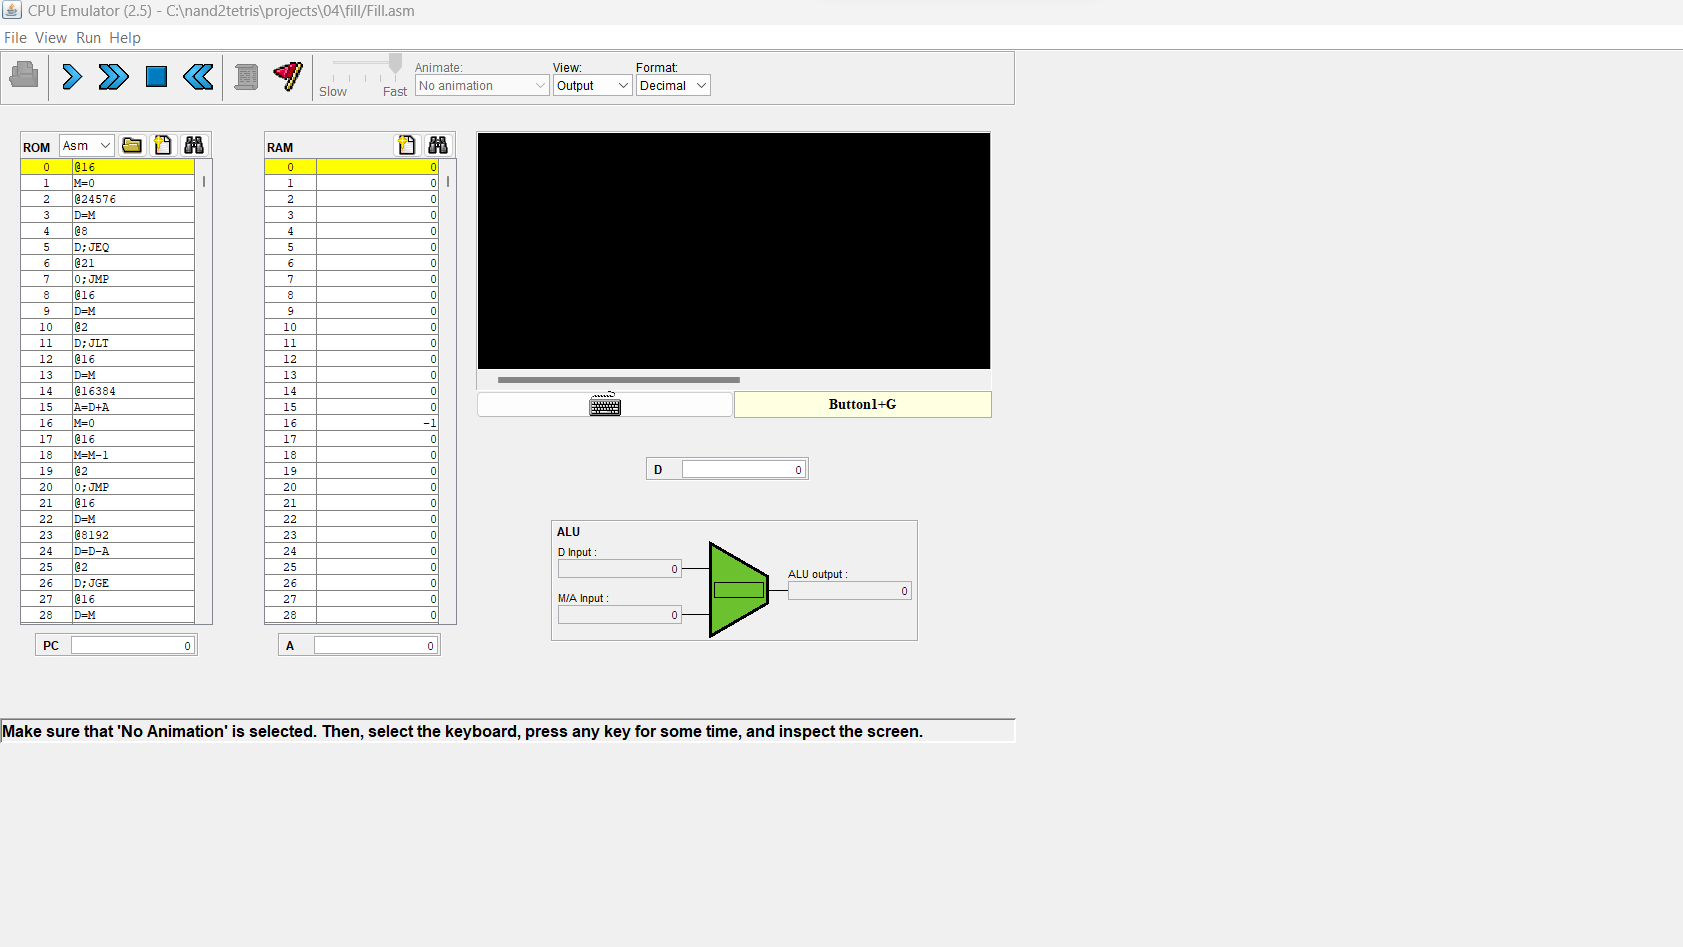 CPU Emulator (2.5) - C:\nand2tetris\projects\04\fill/Fill.asm
File View Run Help
Slow Fast
Animate:
No animation
View:
Output
Format:
Decimal
ROM Asm
0 @16
1 M=0
2 @24576
3 D=M
4 @8
5 D;JEQ
6 @21
7 0;JMP
8 @16
9 D=M
10 @2
11 D;JLT
12 @16
13 D=M
14 @16384
15 A=D+A
16 M=0
17 @16
18 M=M-1
19 @2
20 0;JMP
21 @16
22 D=M
23 @8192
24 D=D-A
25 @2
26 D;JGE
27 @16
28 D=M
PC 0
RAM
0 0
1 0
2 0
3 0
4 0
5 0
6 0
7 0
8 0
9 0
10 0
11 0
12 0
13 0
14 0
15 0
16 -1
17 0
18 0
19 0
20 0
21 0
22 0
23 0
24 0
25 0
26 0
27 0
28 0
A 0
Button1+G
D 0
ALU
D Input :
0
M/A Input :
0
ALU output :
0
Make sure that 'No Animation' is selected. Then, select the keyboard, press any key for some time, and inspect the screen.